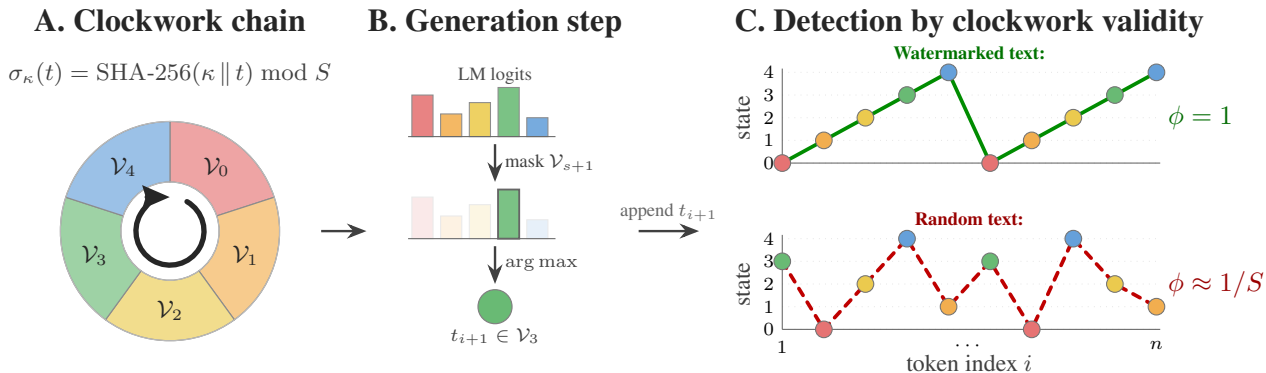 A. Clockwork chain
σ_κ(t) = SHA-256(κ ∥ t) mod S
𝒱_4
𝒱_0
𝒱_3
𝒱_1
𝒱_2
B. Generation step
LM logits
mask 𝒱_{s+1}
arg max
t_{i+1} ∈ 𝒱_3
append t_{i+1}
C. Detection by clockwork validity
Watermarked text:
4
3
2
1
0
state
ϕ = 1
Random text:
4
3
2
1
0
state
ϕ ≈ 1/S
1
...
n
token index i